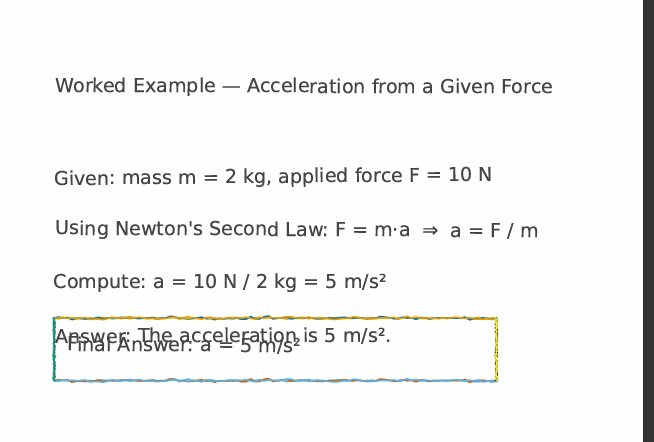 Worked Example — Acceleration from a Given Force
Given: mass m = 2 kg, applied force F = 10 N
Using Newton's Second Law: F = m·a ⇒ a = F / m
Compute: a = 10 N / 2 kg = 5 m/s²
Answer: The acceleration is 5 m/s².
Final Answer: a = 5 m/s²